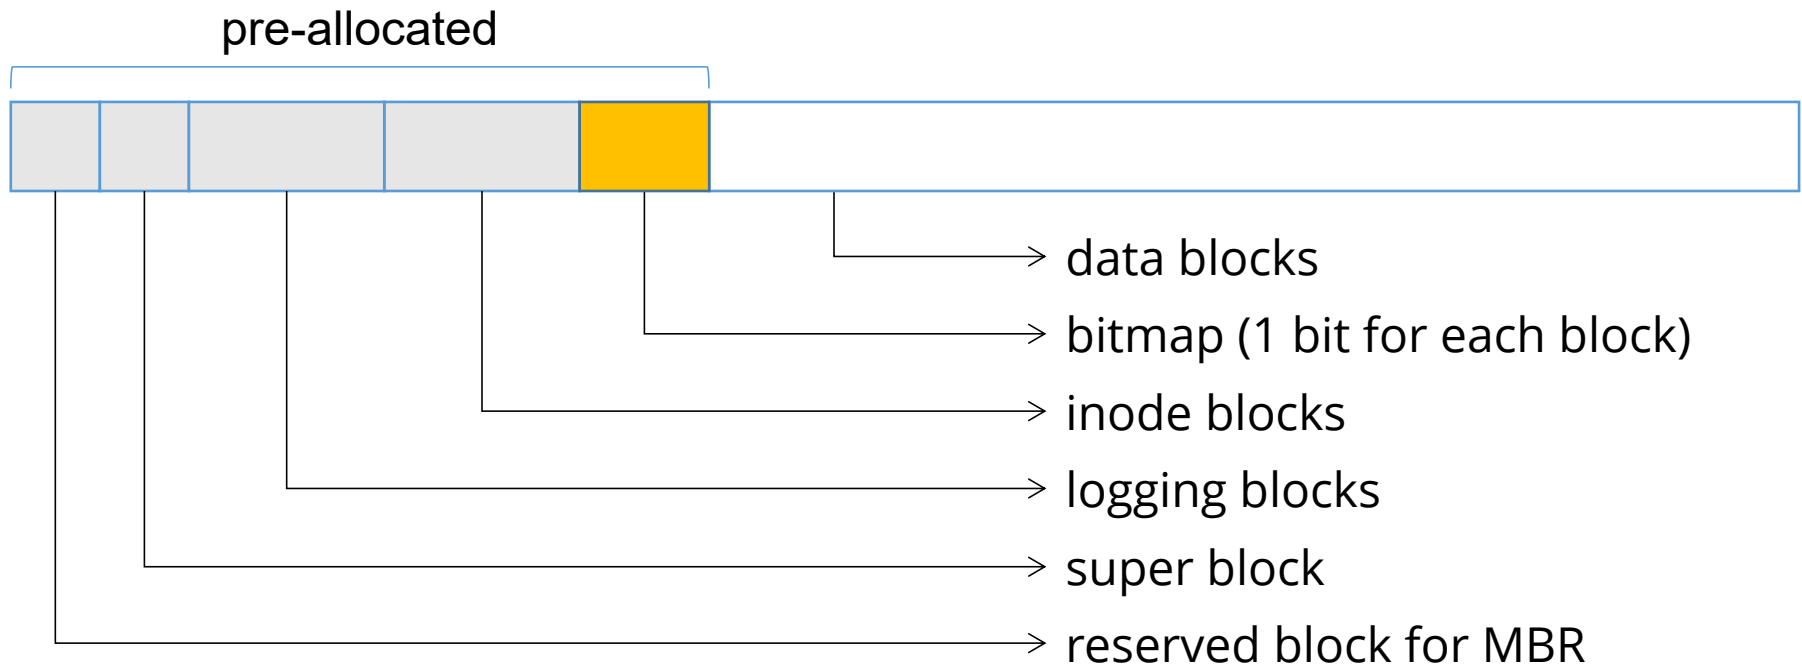 pre-allocated
data blocks
bitmap (1 bit for each block)
inode blocks
logging blocks
super block
reserved block for MBR